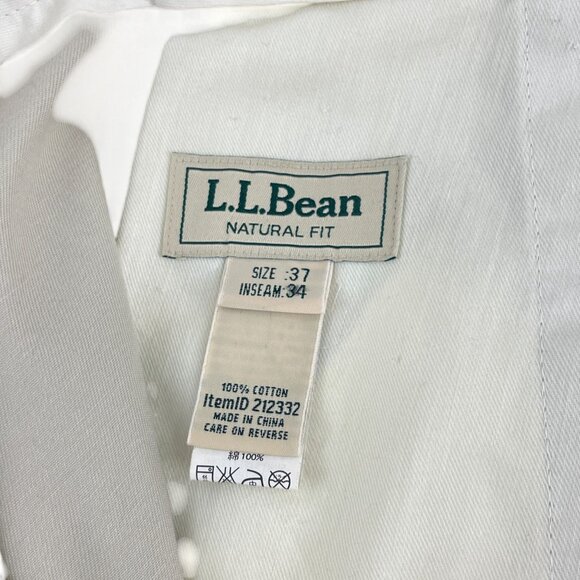 L.L.Bean
NATURAL FIT
SIZE :37
INSEAM:34
100% COTTON
ItemID 212332
MADE IN CHINA
CARE ON REVERSE
綿100%